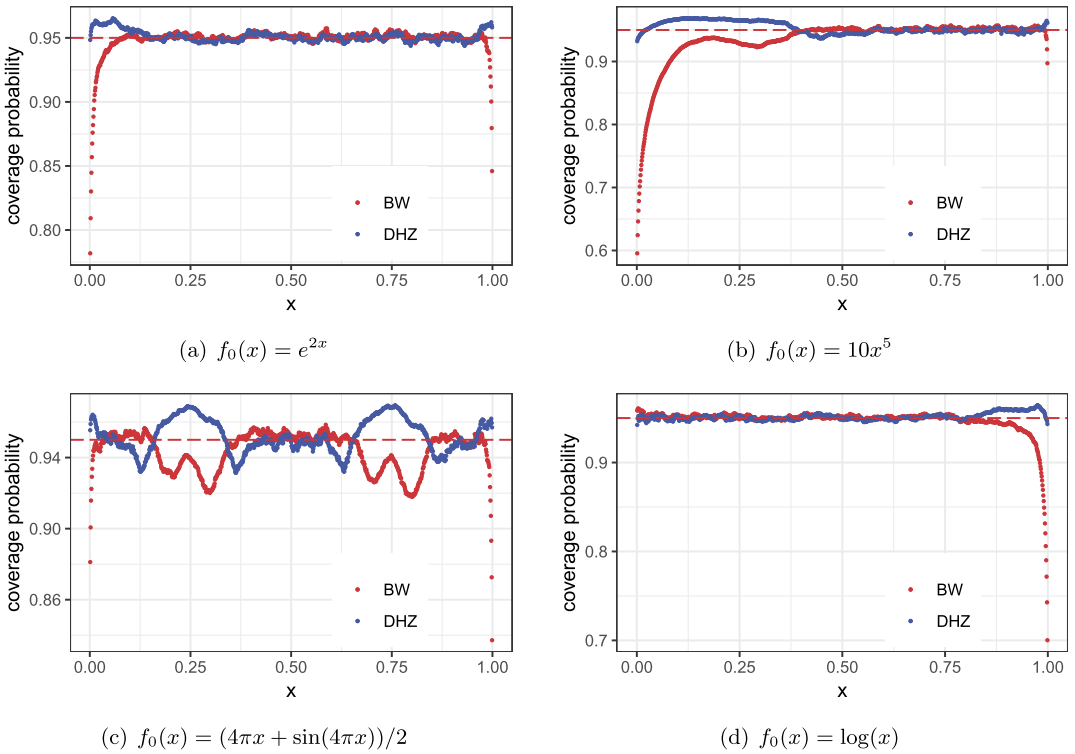 coverage probability
0.95
0.90
0.85
0.80
BW
DHZ
0.00 0.25 0.50 0.75 1.00
x
(a) f₀(x) = e²ˣ
coverage probability
0.9
0.8
0.7
0.6
BW
DHZ
0.00 0.25 0.50 0.75 1.00
x
(b) f₀(x) = 10x⁵
coverage probability
0.94
0.90
0.86
BW
DHZ
0.00 0.25 0.50 0.75 1.00
x
(c) f₀(x) = (4πx + sin(4πx))/2
coverage probability
0.9
0.8
0.7
BW
DHZ
0.00 0.25 0.50 0.75 1.00
x
(d) f₀(x) = log(x)